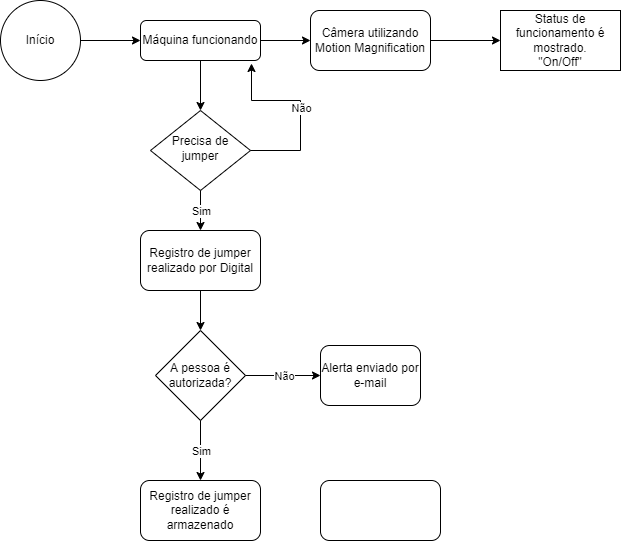 Início
Máquina funcionando
Câmera utilizando
Motion Magnification
Status de
funcionamento é
mostrado.
"On/Off"
Não
Precisa de
jumper
Sim
Registro de jumper
realizado por Digital
A pessoa é
autorizada?
Não
Alerta enviado por
e-mail
Sim
Registro de jumper
realizado é
armazenado